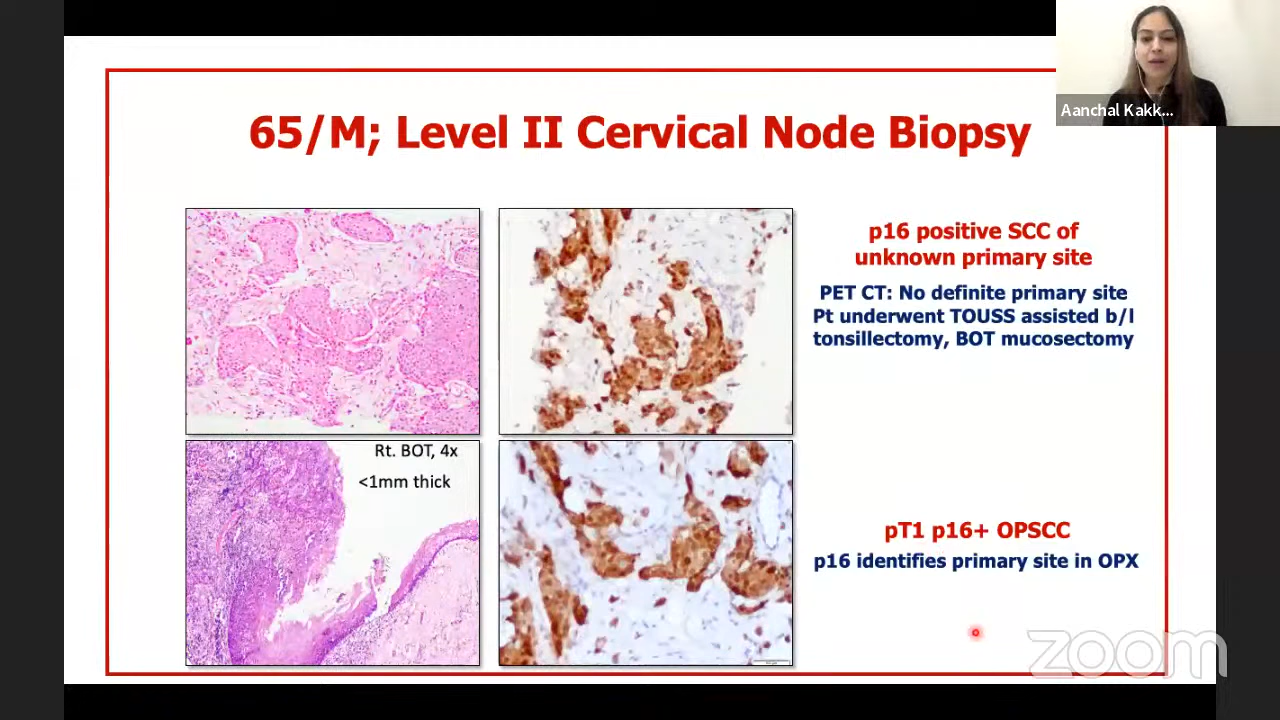 Aanchal Kakk...
65/M; Level II Cervical Node Biopsy
p16 positive SCC of
unknown primary site
PET CT: No definite primary site
Pt underwent TOUSS assisted b/l
tonsillectomy, BOT mucosectomy
Rt. BOT, 4x
<1mm thick
pT1 p16+ OPSCC
p16 identifies primary site in OPX
zoom